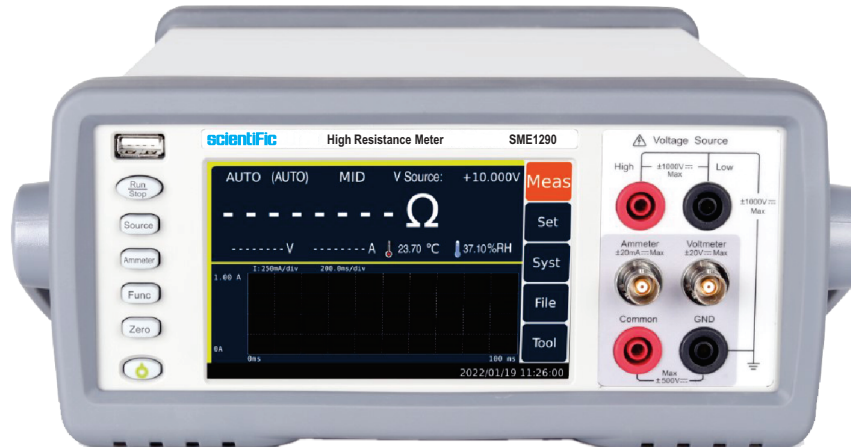 scientiFic High Resistance Meter SME1290
Run
Stop
Source
Ammeter
Func
Zero
AUTO (AUTO) MID V Source: +10.000V
- - - - - - - - Ω
--------V --------A 23.70 °C 37.10%RH
I:250mA/div 200.0ms/div
1.00 A
0A
0ms 100 ms
2022/01/19 11:26:00
Meas
Set
Syst
File
Tool
⚠ Voltage Source
High ±1000V⎓ Max Low
±1000V⎓
Max
Ammeter Voltmeter
±20mA⎓Max ±20V⎓Max
Common GND
Max
±500V⎓